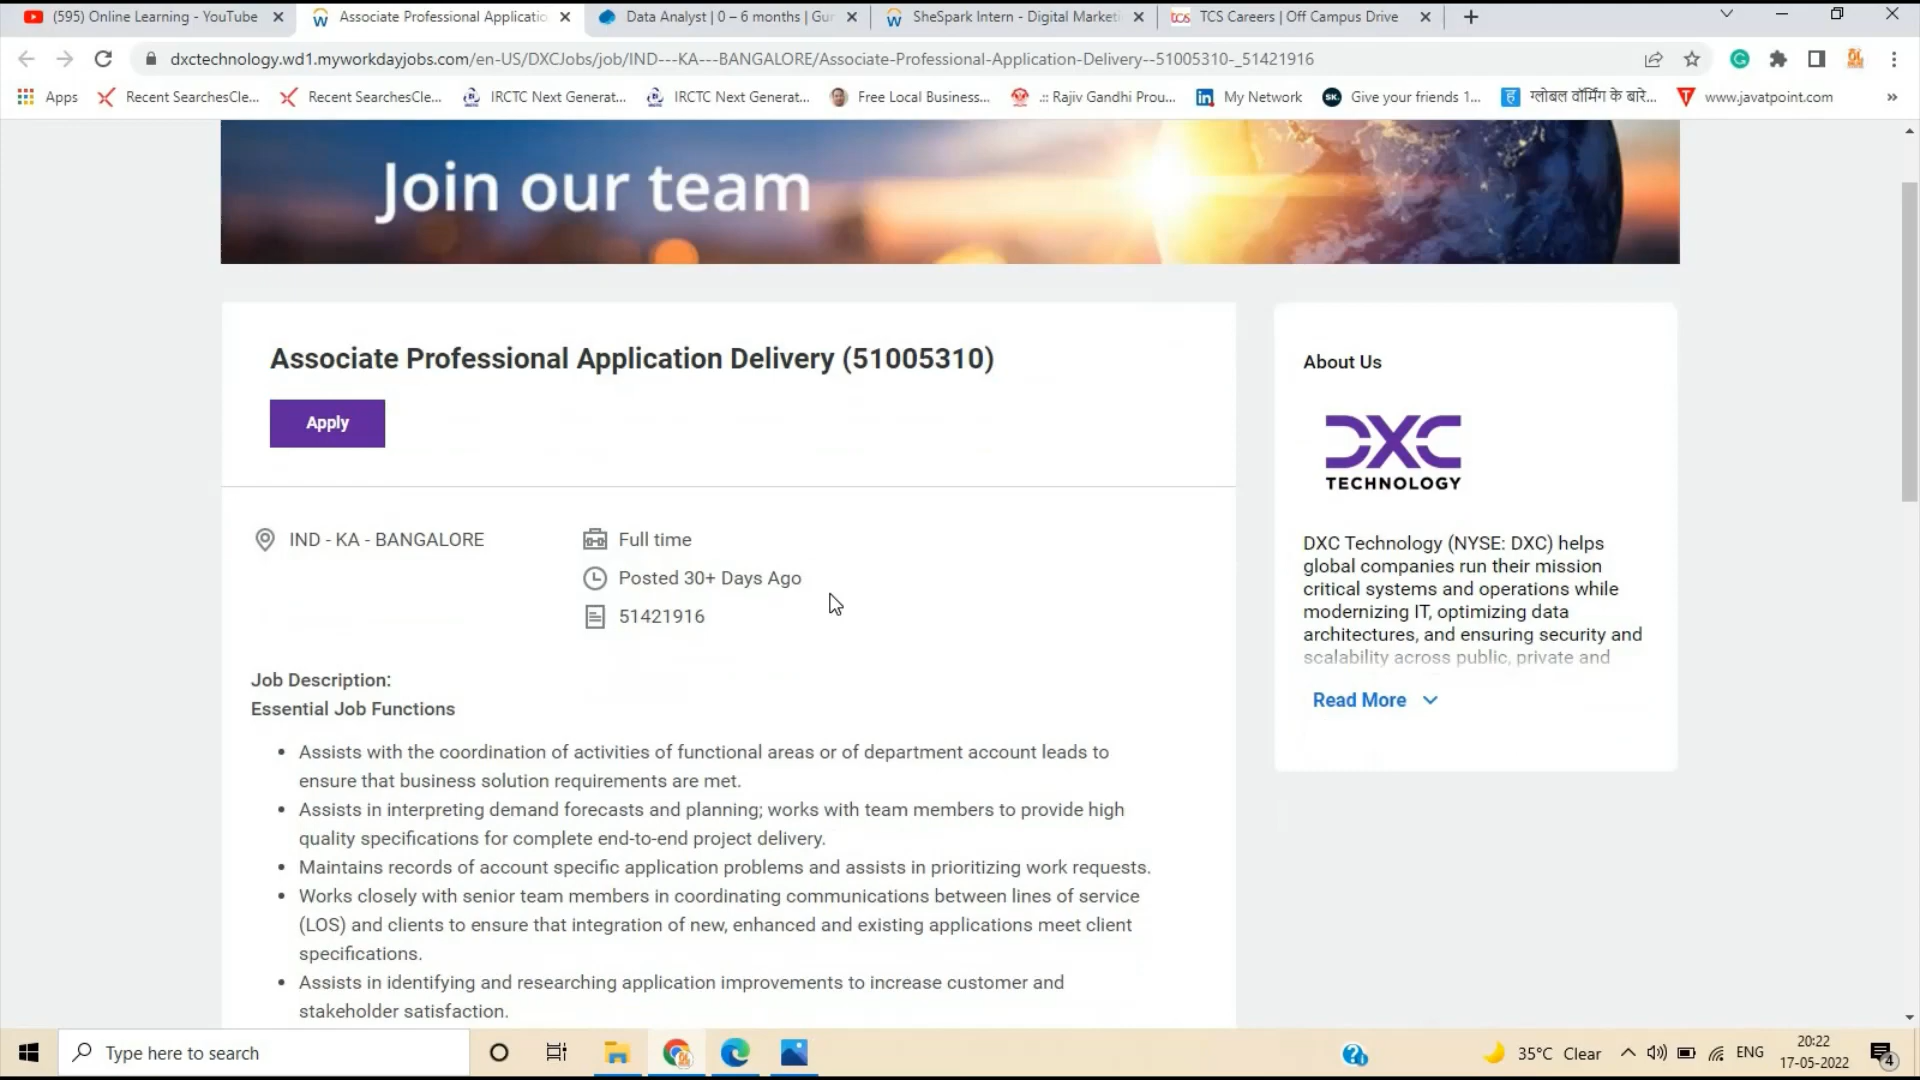 (595) Online Learning - YouTube
Associate Professional Applicatio
Data Analyst | 0 – 6 months | Gur
SheSpark Intern - Digital Marketi
tcs TCS Careers | Off Campus Drive
dxctechnology.wd1.myworkdayjobs.com/en-US/DXCJobs/job/IND---KA---BANGALORE/Associate-Professional-Application-Delivery--51005310-_51421916
Apps
Recent SearchesCle...
Recent SearchesCle...
IRCTC Next Generat...
IRCTC Next Generat...
Free Local Business...
.:: Rajiv Gandhi Prou...
in My Network
SK. Give your friends 1...
ह ग्लोबल वॉर्मिंग के बारे...
www.javatpoint.com
Join our team
Associate Professional Application Delivery (51005310)
Apply
IND - KA - BANGALORE
Full time
Posted 30+ Days Ago
51421916
Job Description:
Essential Job Functions
• Assists with the coordination of activities of functional areas or of department account leads to
ensure that business solution requirements are met.
• Assists in interpreting demand forecasts and planning; works with team members to provide high
quality specifications for complete end-to-end project delivery.
• Maintains records of account specific application problems and assists in prioritizing work requests.
• Works closely with senior team members in coordinating communications between lines of service
(LOS) and clients to ensure that integration of new, enhanced and existing applications meet client
specifications.
• Assists in identifying and researching application improvements to increase customer and
stakeholder satisfaction.
About Us
DXC
TECHNOLOGY
DXC Technology (NYSE: DXC) helps
global companies run their mission
critical systems and operations while
modernizing IT, optimizing data
architectures, and ensuring security and
scalability across public, private and
Read More
Type here to search
35°C Clear
ENG
20:22
17-05-2022
4